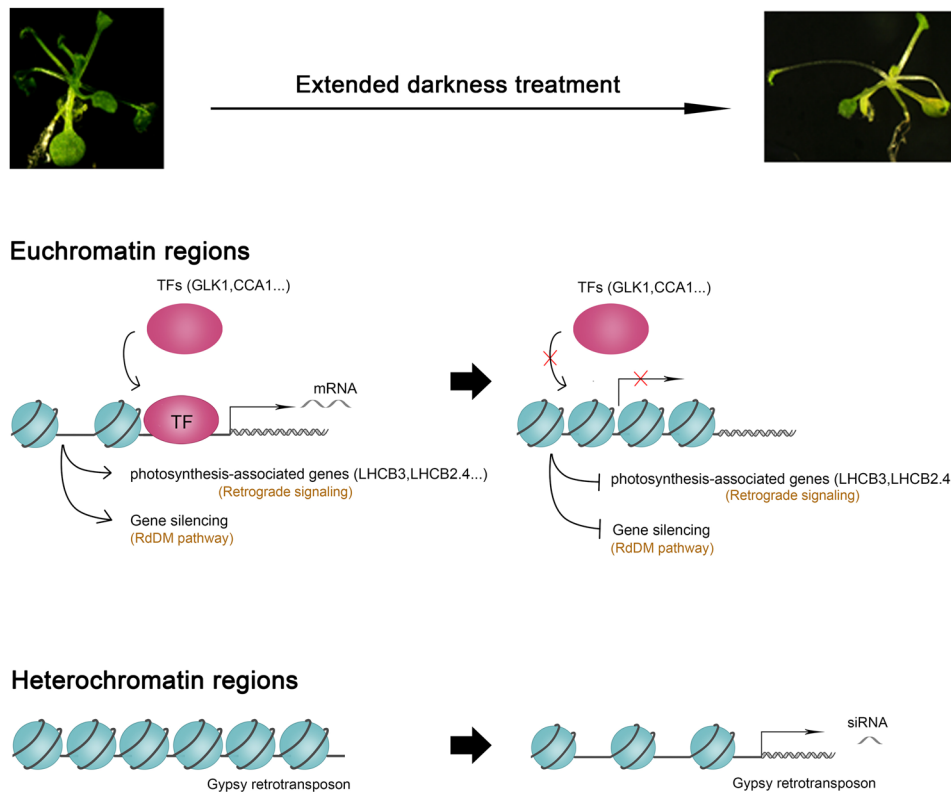 Extended darkness treatment
Euchromatin regions
TFs (GLK1,CCA1...)
TFs (GLK1,CCA1...)
mRNA
TF
photosynthesis-associated genes (LHCB3,LHCB2.4...)
(Retrograde signaling)
Gene silencing
(RdDM pathway)
photosynthesis-associated genes (LHCB3,LHCB2.4
(Retrograde signaling)
Gene silencing
(RdDM pathway)
Heterochromatin regions
Gypsy retrotransposon
siRNA
Gypsy retrotransposon